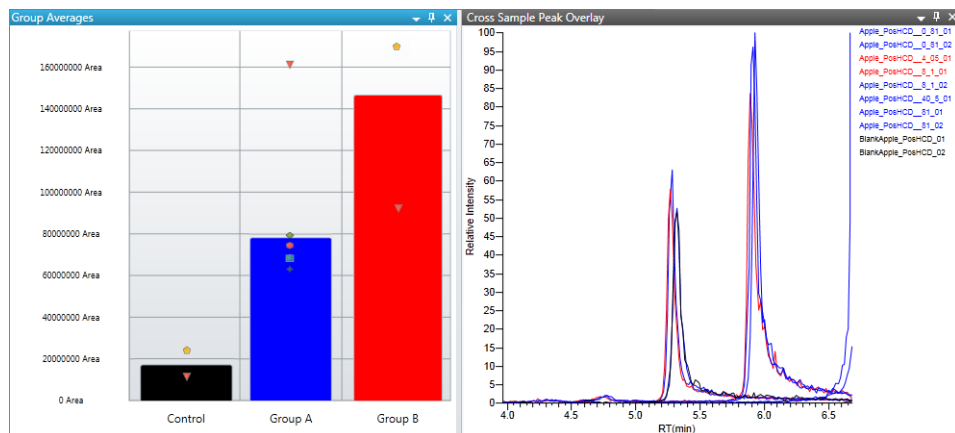 Group Averages
160000000 Area
140000000 Area
120000000 Area
100000000 Area
80000000 Area
60000000 Area
40000000 Area
20000000 Area
0 Area
Control
Group A
Group B
Cross Sample Peak Overlay
Relative Intensity
100
95
90
85
80
75
70
65
60
55
50
45
40
35
30
25
20
15
10
5
0
4.0
4.5
5.0
5.5
6.0
6.5
RT(min)
Apple_PosHCD__0_81_01
Apple_PosHCD__0_81_02
Apple_PosHCD__4_05_01
Apple_PosHCD__8_1_01
Apple_PosHCD__8_1_02
Apple_PosHCD__40_5_01
Apple_PosHCD__81_01
Apple_PosHCD__81_02
BlankApple_PosHCD_01
BlankApple_PosHCD_02